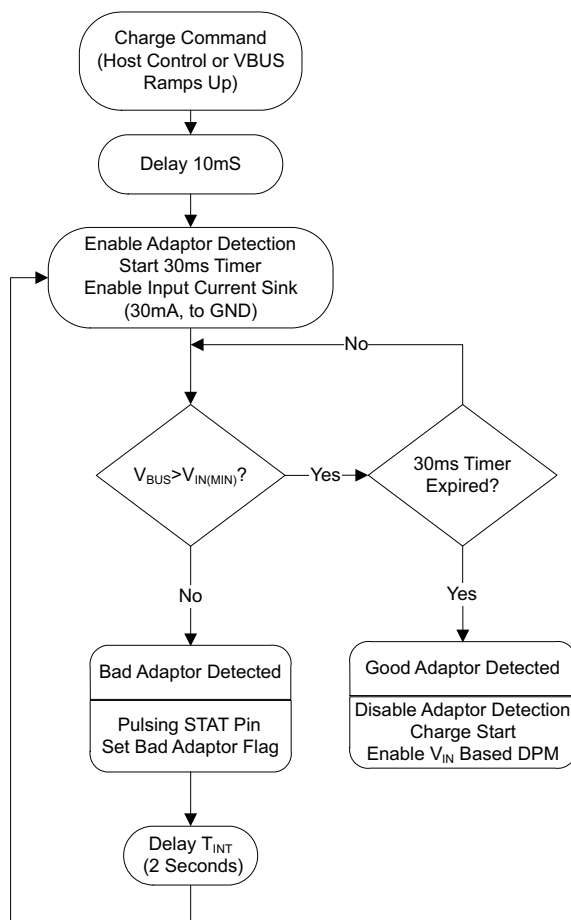 Charge Command
(Host Control or VBUS
Ramps Up)
Delay 10mS
Enable Adaptor Detection
Start 30ms Timer
Enable Input Current Sink
(30mA, to GND)
No
V_BUS>V_IN(MIN)?
Yes
30ms Timer
Expired?
No
Yes
Bad Adaptor Detected
Pulsing STAT Pin
Set Bad Adaptor Flag
Good Adaptor Detected
Disable Adaptor Detection
Charge Start
Enable V_IN Based DPM
Delay T_INT
(2 Seconds)